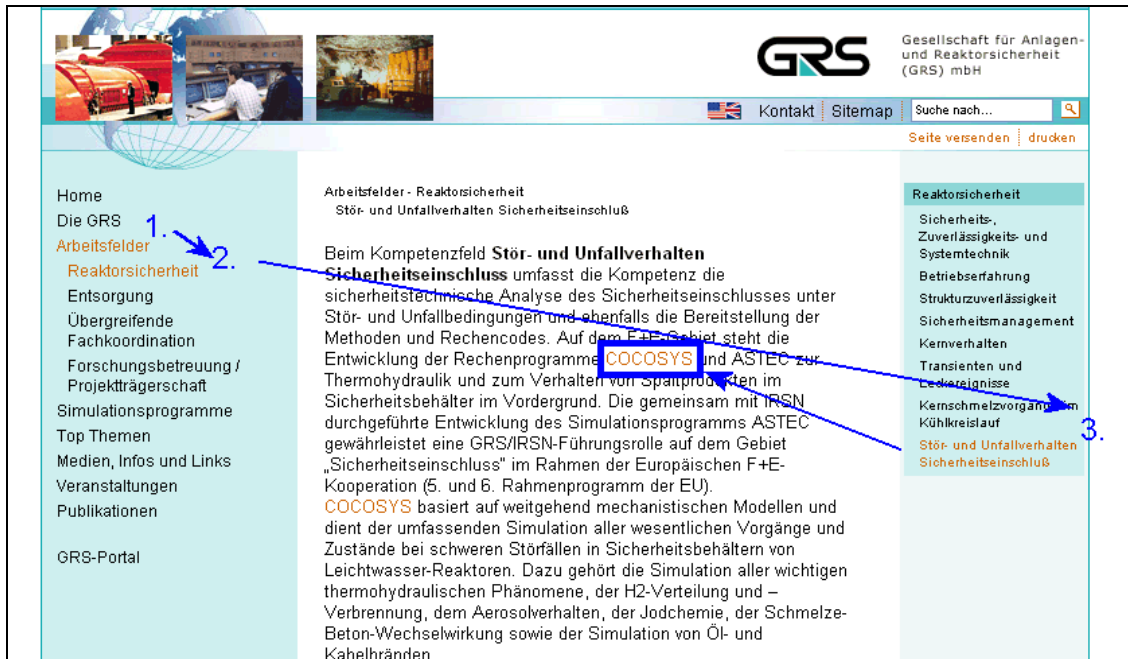 GRS
Gesellschaft für Anlagen-
und Reaktorsicherheit
(GRS) mbH
Kontakt
Sitemap
Suche nach...
Seite versenden
drucken
Home
Die GRS
1.
Arbeitsfelder
2.
Reaktorsicherheit
Entsorgung
Übergreifende
Fachkoordination
Forschungsbetreuung /
Projektträgerschaft
Simulationsprogramme
Top Themen
Medien, Infos und Links
Veranstaltungen
Publikationen
GRS-Portal
Arbeitsfelder - Reaktorsicherheit
Stör- und Unfallverhalten Sicherheitseinschluß
Beim Kompetenzfeld Stör- und Unfallverhalten
Sicherheitseinschluss umfasst die Kompetenz die
sicherheitstechnische Analyse des Sicherheitseinschlusses unter
Stör- und Unfallbedingungen und ebenfalls die Bereitstellung der
Methoden und Rechencodes. Auf dem F+E-Gebiet steht die
Entwicklung der Rechenprogramme COCOSYS und ASTEC zur
Thermohydraulik und zum Verhalten von Spaltprodukten im
Sicherheitsbehälter im Vordergrund. Die gemeinsam mit IRSN
durchgeführte Entwicklung des Simulationsprogramms ASTEC
gewährleistet eine GRS/IRSN-Führungsrolle auf dem Gebiet
„Sicherheitseinschluss" im Rahmen der Europäischen F+E-
Kooperation (5. und 6. Rahmenprogramm der EU).
COCOSYS basiert auf weitgehend mechanistischen Modellen und
dient der umfassenden Simulation aller wesentlichen Vorgänge und
Zustände bei schweren Störfällen in Sicherheitsbehältern von
Leichtwasser-Reaktoren. Dazu gehört die Simulation aller wichtigen
thermohydraulischen Phänomene, der H2-Verteilung und –
Verbrennung, dem Aerosolverhalten, der Jodchemie, der Schmelze-
Beton-Wechselwirkung sowie der Simulation von Öl- und
Kabelbränden
Reaktorsicherheit
Sicherheits-,
Zuverlässigkeits- und
Systemtechnik
Betriebserfahrung
Strukturzuverlässigkeit
Sicherheitsmanagement
Kernverhalten
Transienten und
Leckereignisse
Kernschmelzvorgänge im
Kühlkreislauf
3.
Stör- und Unfallverhalten
Sicherheitseinschluß